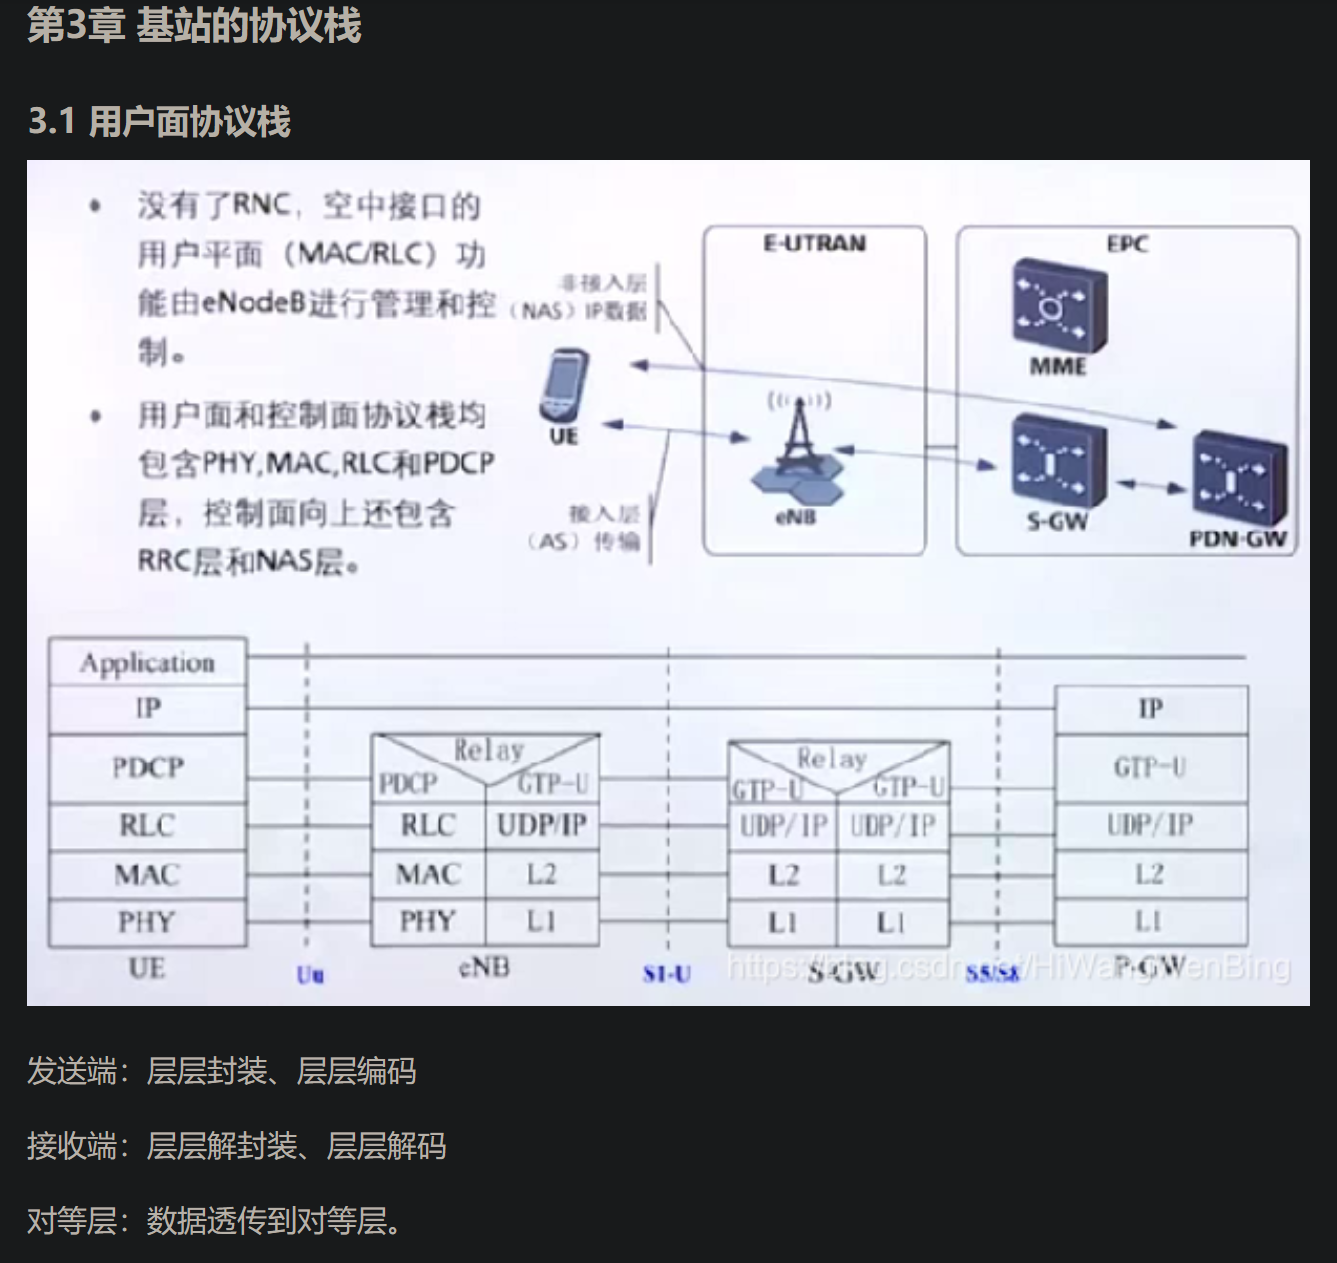 第3章 基站的协议栈
3.1 用户面协议栈
• 没有了RNC，空中接口的
用户平面（MAC/RLC）功
能由eNodeB进行管理和控
制。
• 用户面和控制面协议栈均
包含PHY,MAC,RLC和PDCP
层，控制面向上还包含
RRC层和NAS层。
非接入层
（NAS）IP数据
接入层
（AS）传输
UE
E-UTRAN
eNB
EPC
MME
S-GW
PDN-GW
Application
IP
PDCP
RLC
MAC
PHY
UE
Uu
Relay
PDCP GTP-U
RLC UDP/IP
MAC L2
PHY L1
eNB
S1-U
Relay
GTP-U GTP-U
UDP/IP UDP/IP
L2 L2
L1 L1
S-GW
S5/S8
IP
GTP-U
UDP/IP
L2
L1
P-GW
发送端：层层封装、层层编码
接收端：层层解封装、层层解码
对等层：数据透传到对等层。